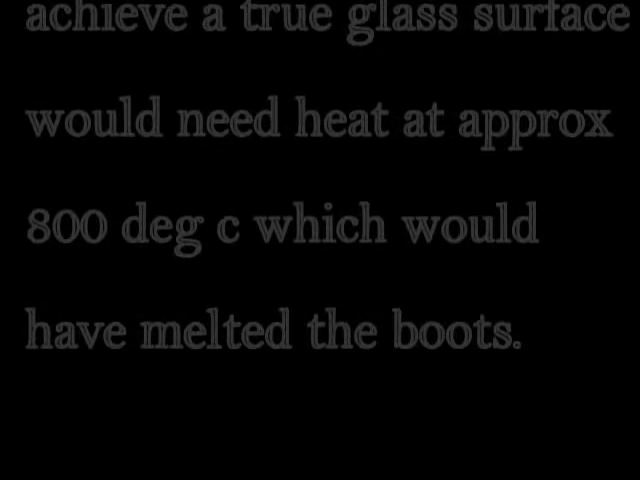 achieve a true glass surface
would need heat at approx
800 deg c which would
have melted the boots.